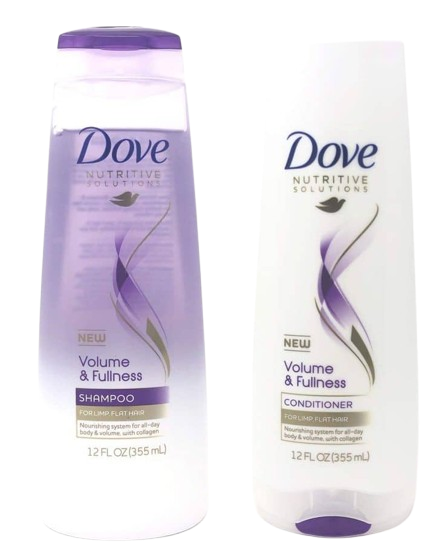 Dove
NUTRITIVE
SOLUTIONS
NEW
Volume
& Fullness
SHAMPOO
FOR LIMP, FLAT HAIR
Nourishing system for all-day
body & volume, with collagen
12 FL OZ (355 mL)
Dove
NUTRITIVE
SOLUTIONS
NEW
Volume
& Fullness
CONDITIONER
FOR LIMP, FLAT HAIR
Nourishing system for all-day
body & volume, with collagen
12 FL OZ (355 mL)